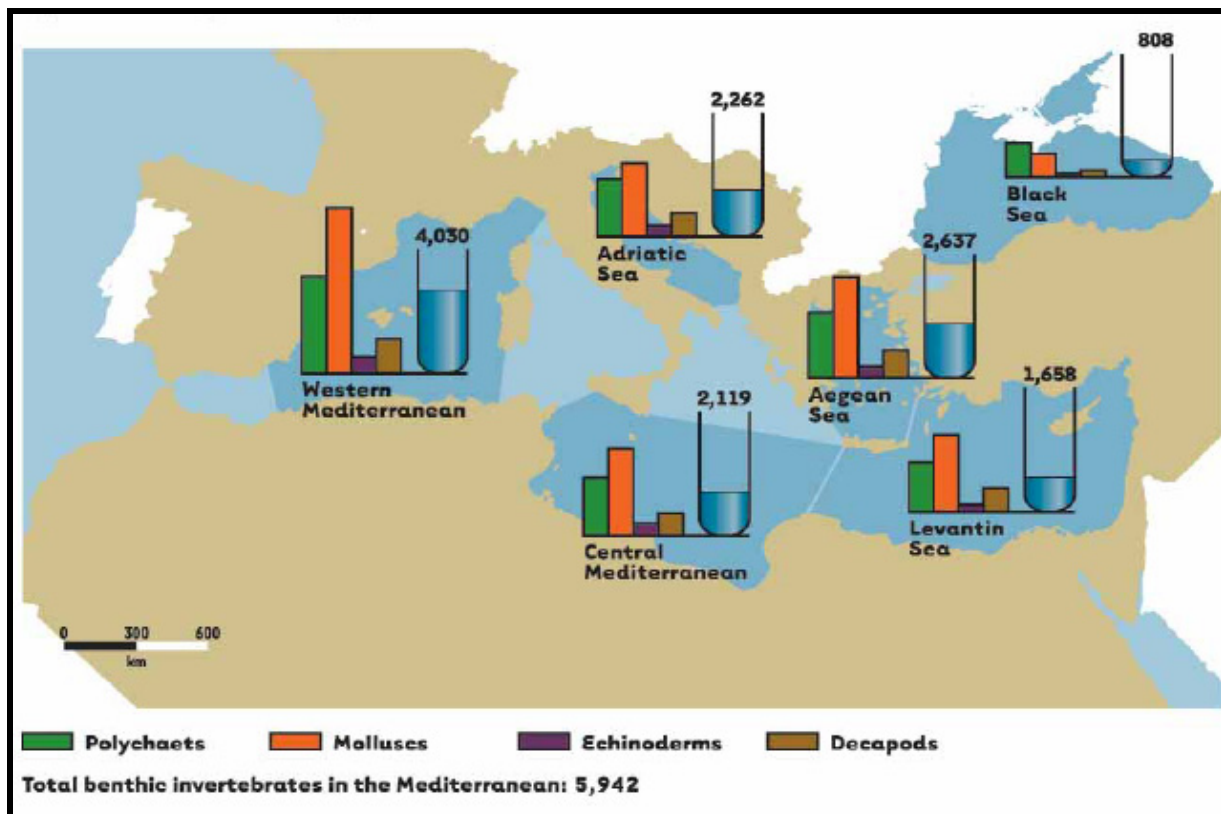 808
2,262
Black
Sea
4,030
Adriatic
Sea
2,637
Western
Mediterranean
2,119
Aegean
Sea
1,658
Central
Mediterranean
Levantin
Sea
0 300 600
km
Polychaets Molluscs Echinoderms Decapods
Total benthic invertebrates in the Mediterranean: 5,942